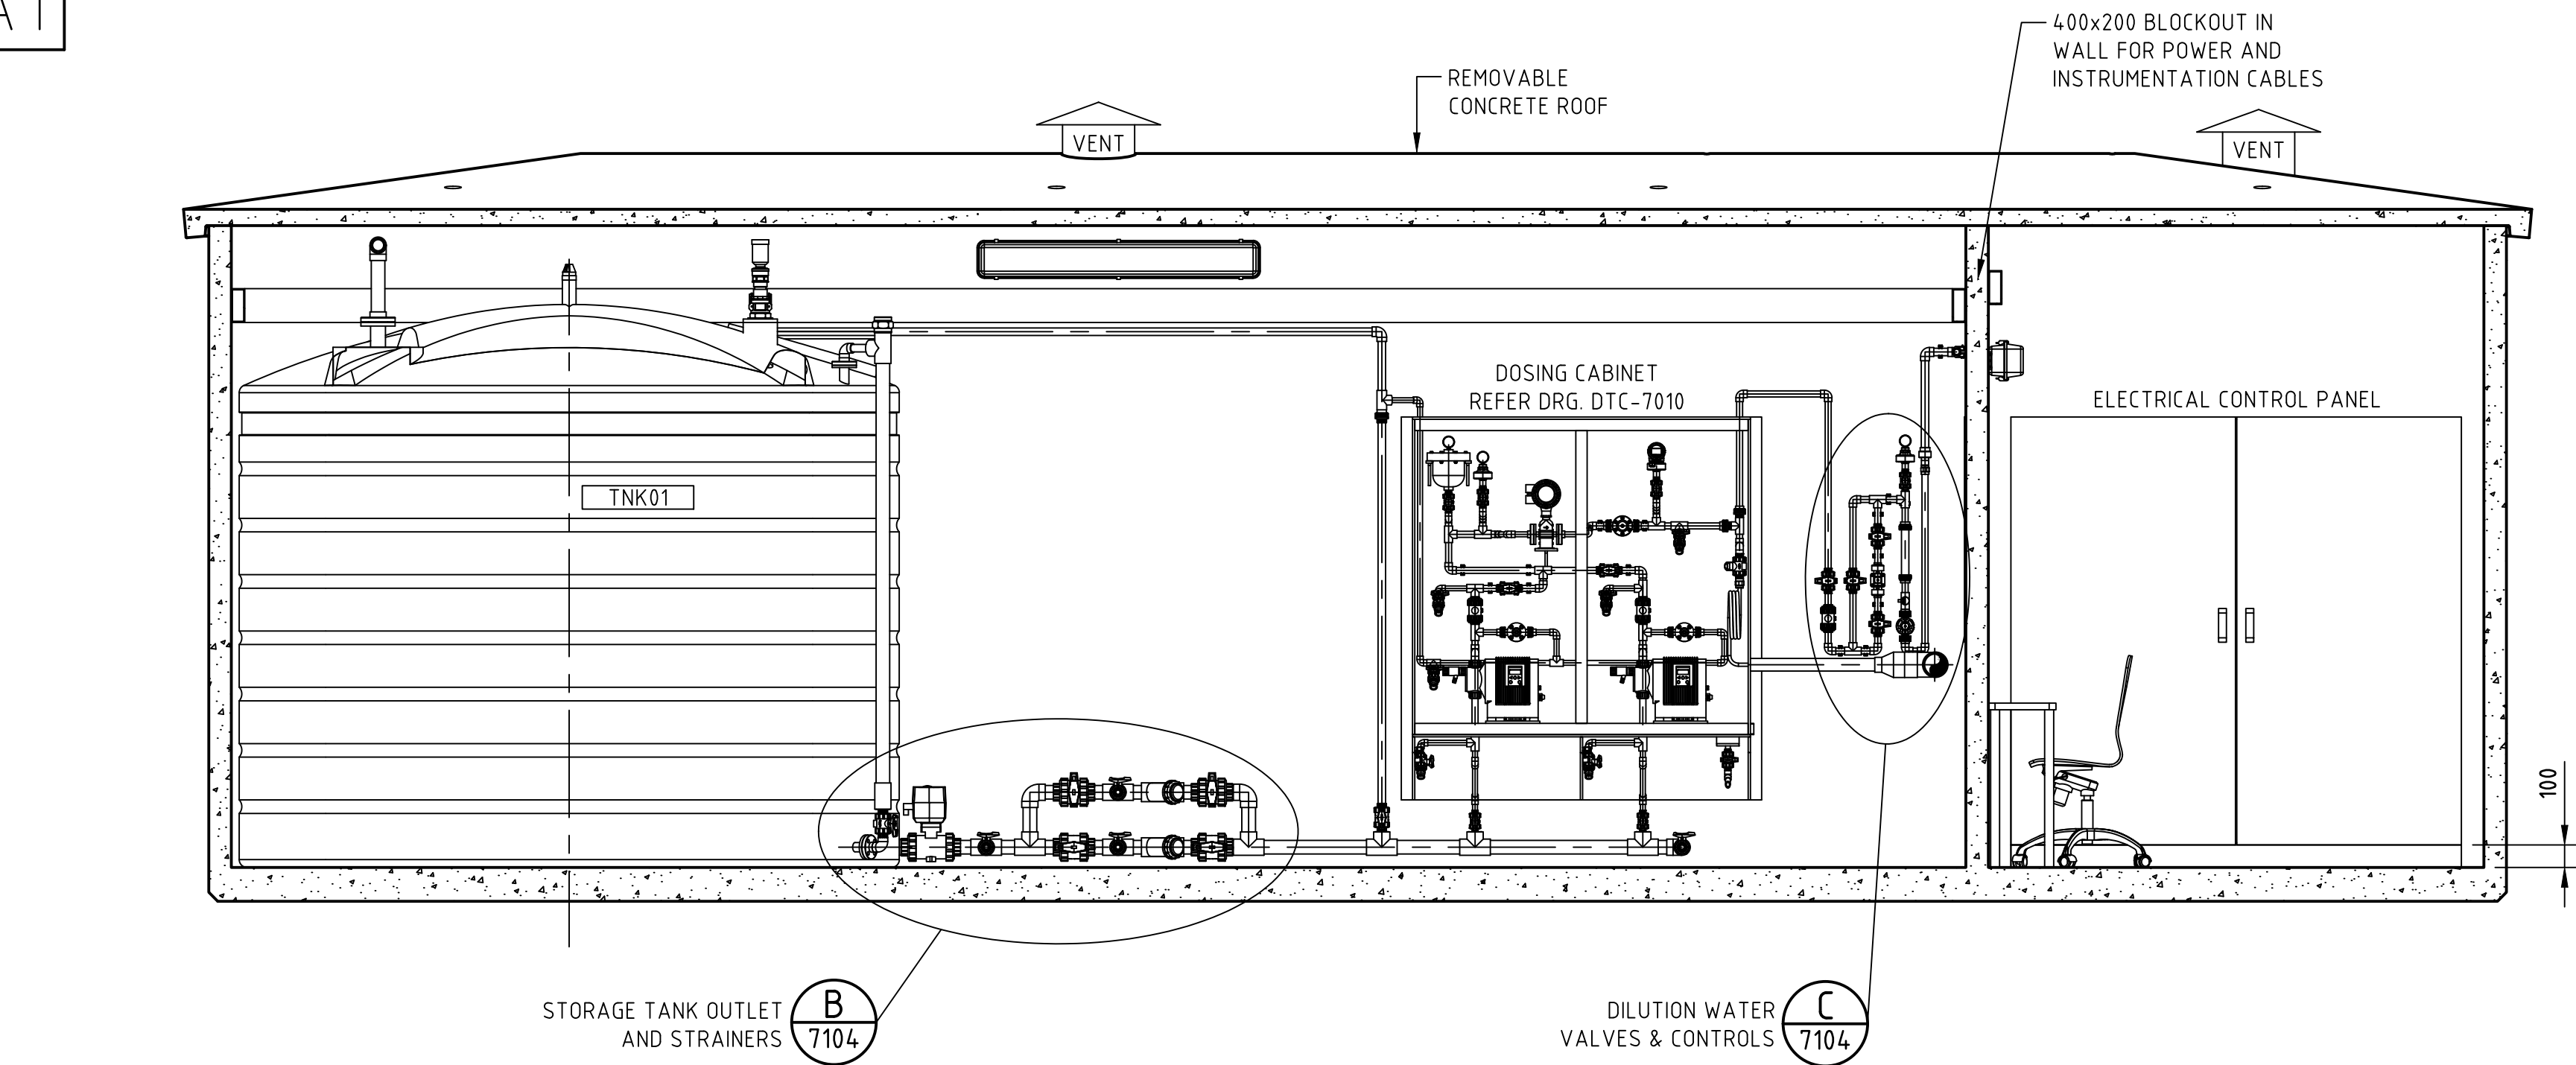 400x200 BLOCKOUT IN
WALL FOR POWER AND
INSTRUMENTATION CABLES
REMOVABLE
CONCRETE ROOF
VENT
VENT
DOSING CABINET
REFER DRG. DTC-7010
ELECTRICAL CONTROL PANEL
TNK01
100
STORAGE TANK OUTLET
AND STRAINERS
B
7104
DILUTION WATER
VALVES & CONTROLS
C
7104